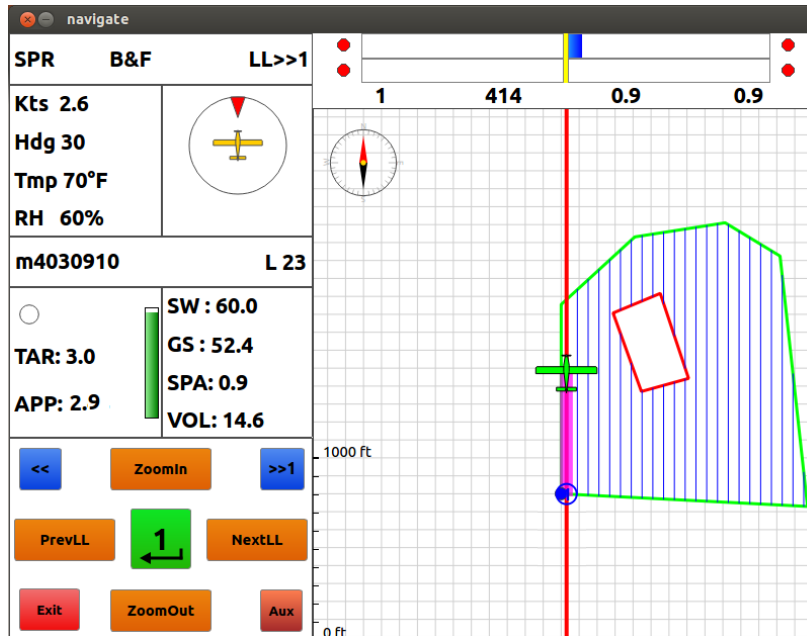 navigate
SPR B&F LL>>1
1 414 0.9 0.9
Kts 2.6
Hdg 30
Tmp 70°F
RH 60%
m4030910 L 23
TAR: 3.0
APP: 2.9
SW : 60.0
GS : 52.4
SPA: 0.9
VOL: 14.6
<< ZoomIn >>1
PrevLL 1 NextLL
Exit ZoomOut Aux
1000 ft
0 ft